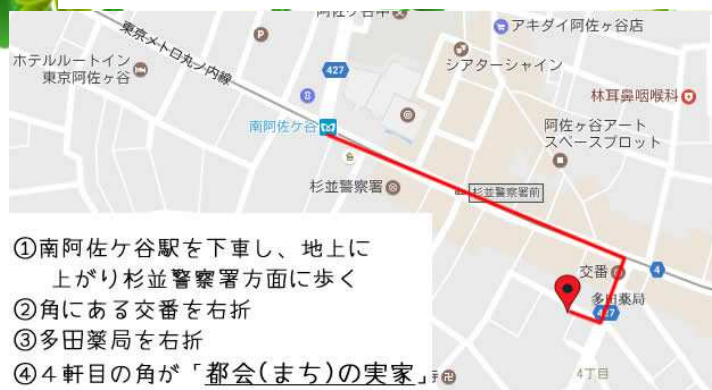 阿佐ケ谷中
アキダイ阿佐ヶ谷店
東京メトロ丸ノ内線
シアターシャイン
ホテルルートイン
東京阿佐ヶ谷
427
林耳鼻咽喉科
南阿佐ケ谷
阿佐ヶ谷アート
スペースプロット
杉並警察署
杉並警察署前
交番
4
多田薬局
427
4丁目
①南阿佐ケ谷駅を下車し、地上に
上がり杉並警察署方面に歩く
②角にある交番を右折
③多田薬局を右折
④4軒目の角が「都会(まち)の実家」